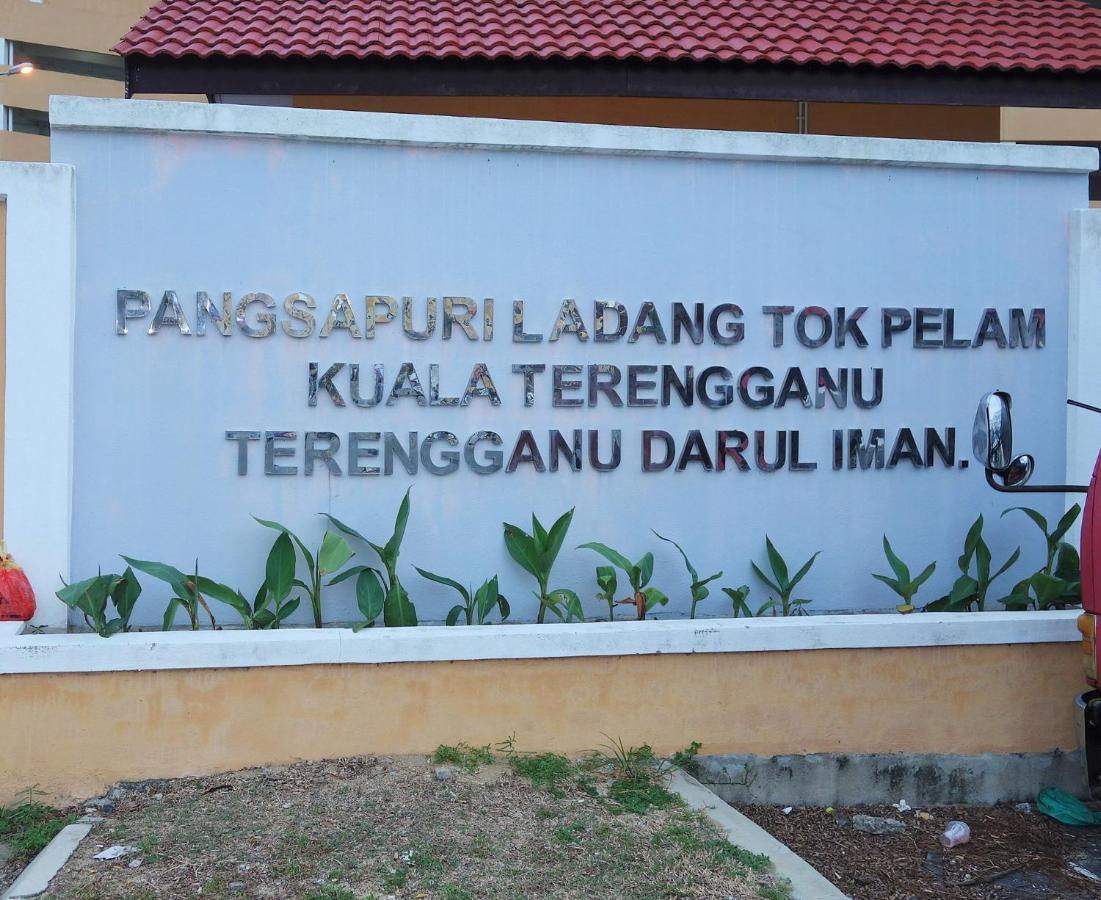 PANGSAPURI LADANG TOK PELAM
KUALA TERENGGANU
TERENGGANU DARUL IMAN.